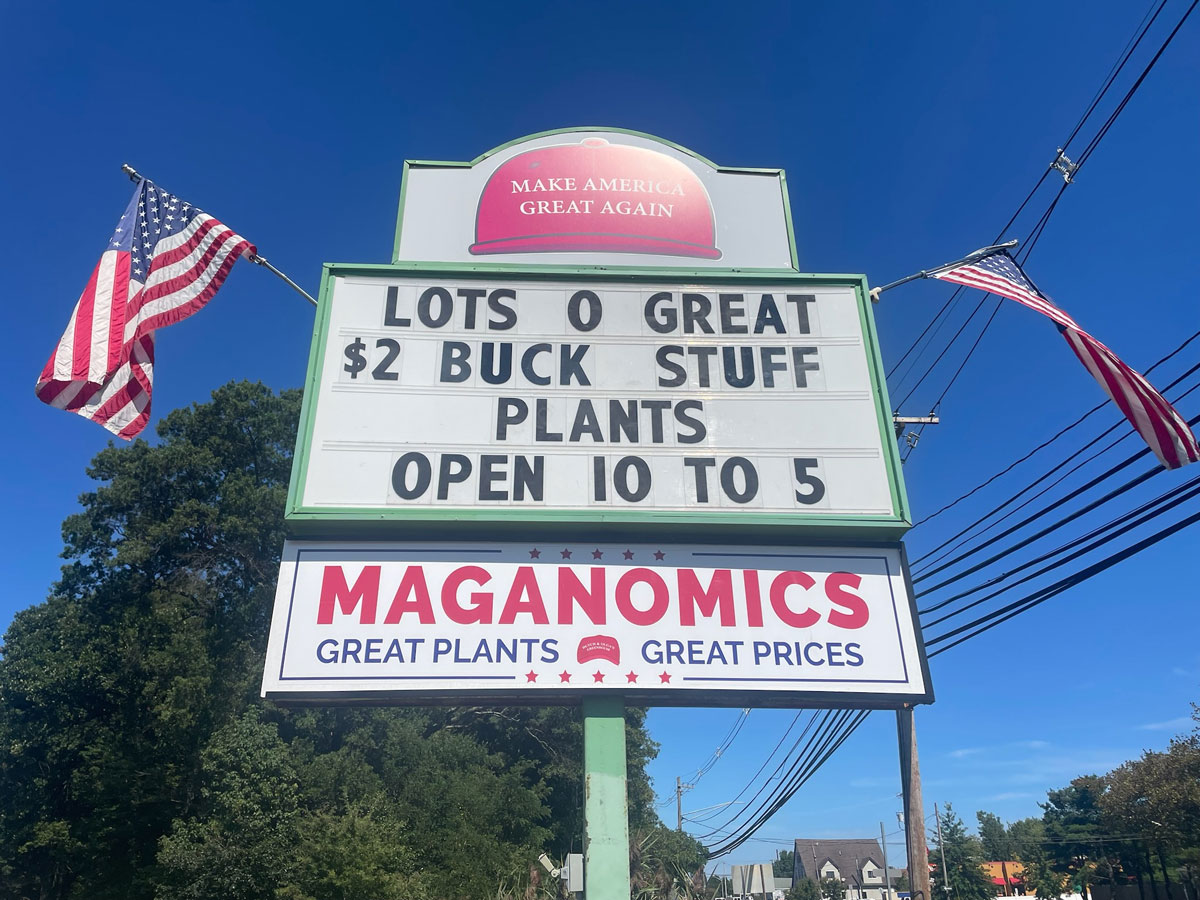 MAKE AMERICA
GREAT AGAIN
LOTS O GREAT
$2 BUCK STUFF
PLANTS
OPEN 10 TO 5
MAGANOMICS
GREAT PLANTS GREAT PRICES